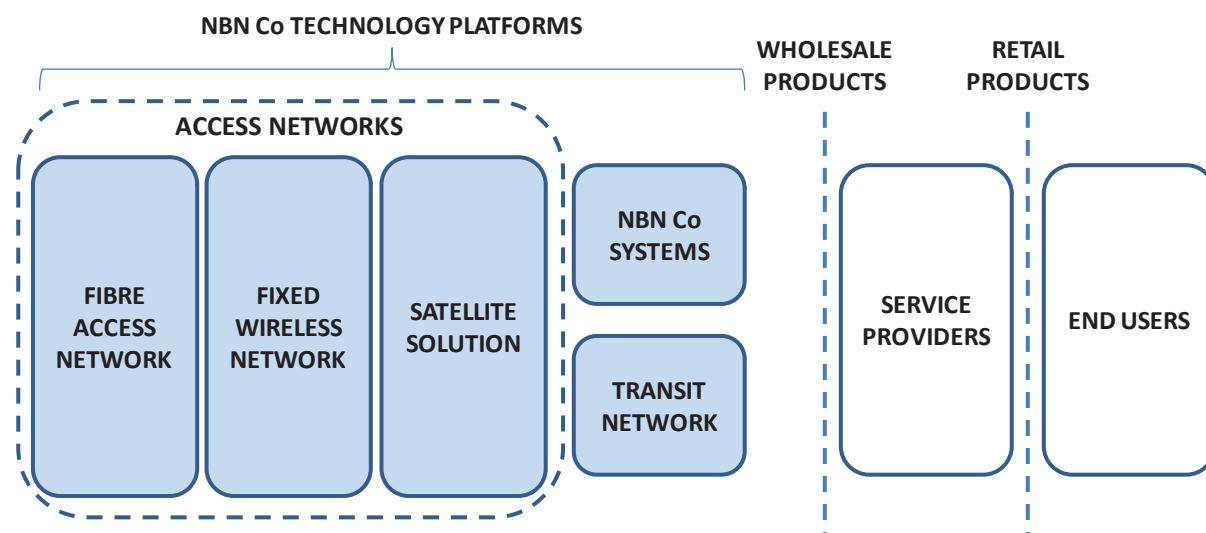 NBN Co TECHNOLOGY PLATFORMS
WHOLESALE
PRODUCTS
RETAIL
PRODUCTS
ACCESS NETWORKS
FIBRE
ACCESS
NETWORK
FIXED
WIRELESS
NETWORK
SATELLITE
SOLUTION
NBN Co
SYSTEMS
TRANSIT
NETWORK
SERVICE
PROVIDERS
END USERS